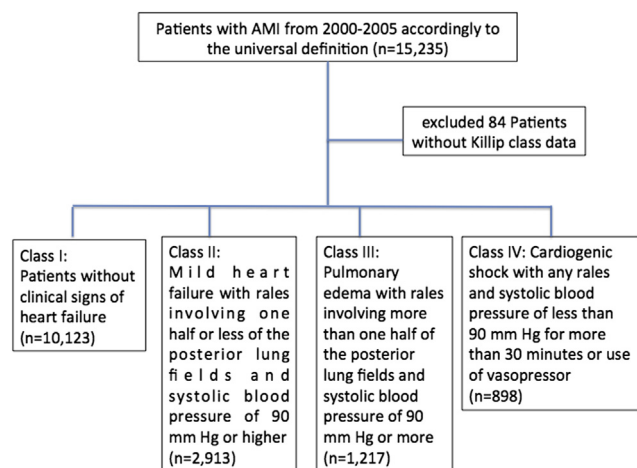 Patients with AMI from 2000-2005 accordingly to
the universal definition (n=15,235)
excluded 84 Patients
without Killip class data
Class I:
Patients without
clinical signs of
heart failure
(n=10,123)
Class II:
Mild heart
failure with rales
involving one
half or less of the
posterior lung
fields and
systolic blood
pressure of 90
mm Hg or higher
(n=2,913)
Class III:
Pulmonary
edema with rales
involving more
than one half of
the posterior
lung fields and
systolic blood
pressure of 90
mm Hg or more
(n=1,217)
Class IV: Cardiogenic
shock with any rales
and systolic blood
pressure of less than
90 mm Hg for more
than 30 minutes or use
of vasopressor
(n=898)